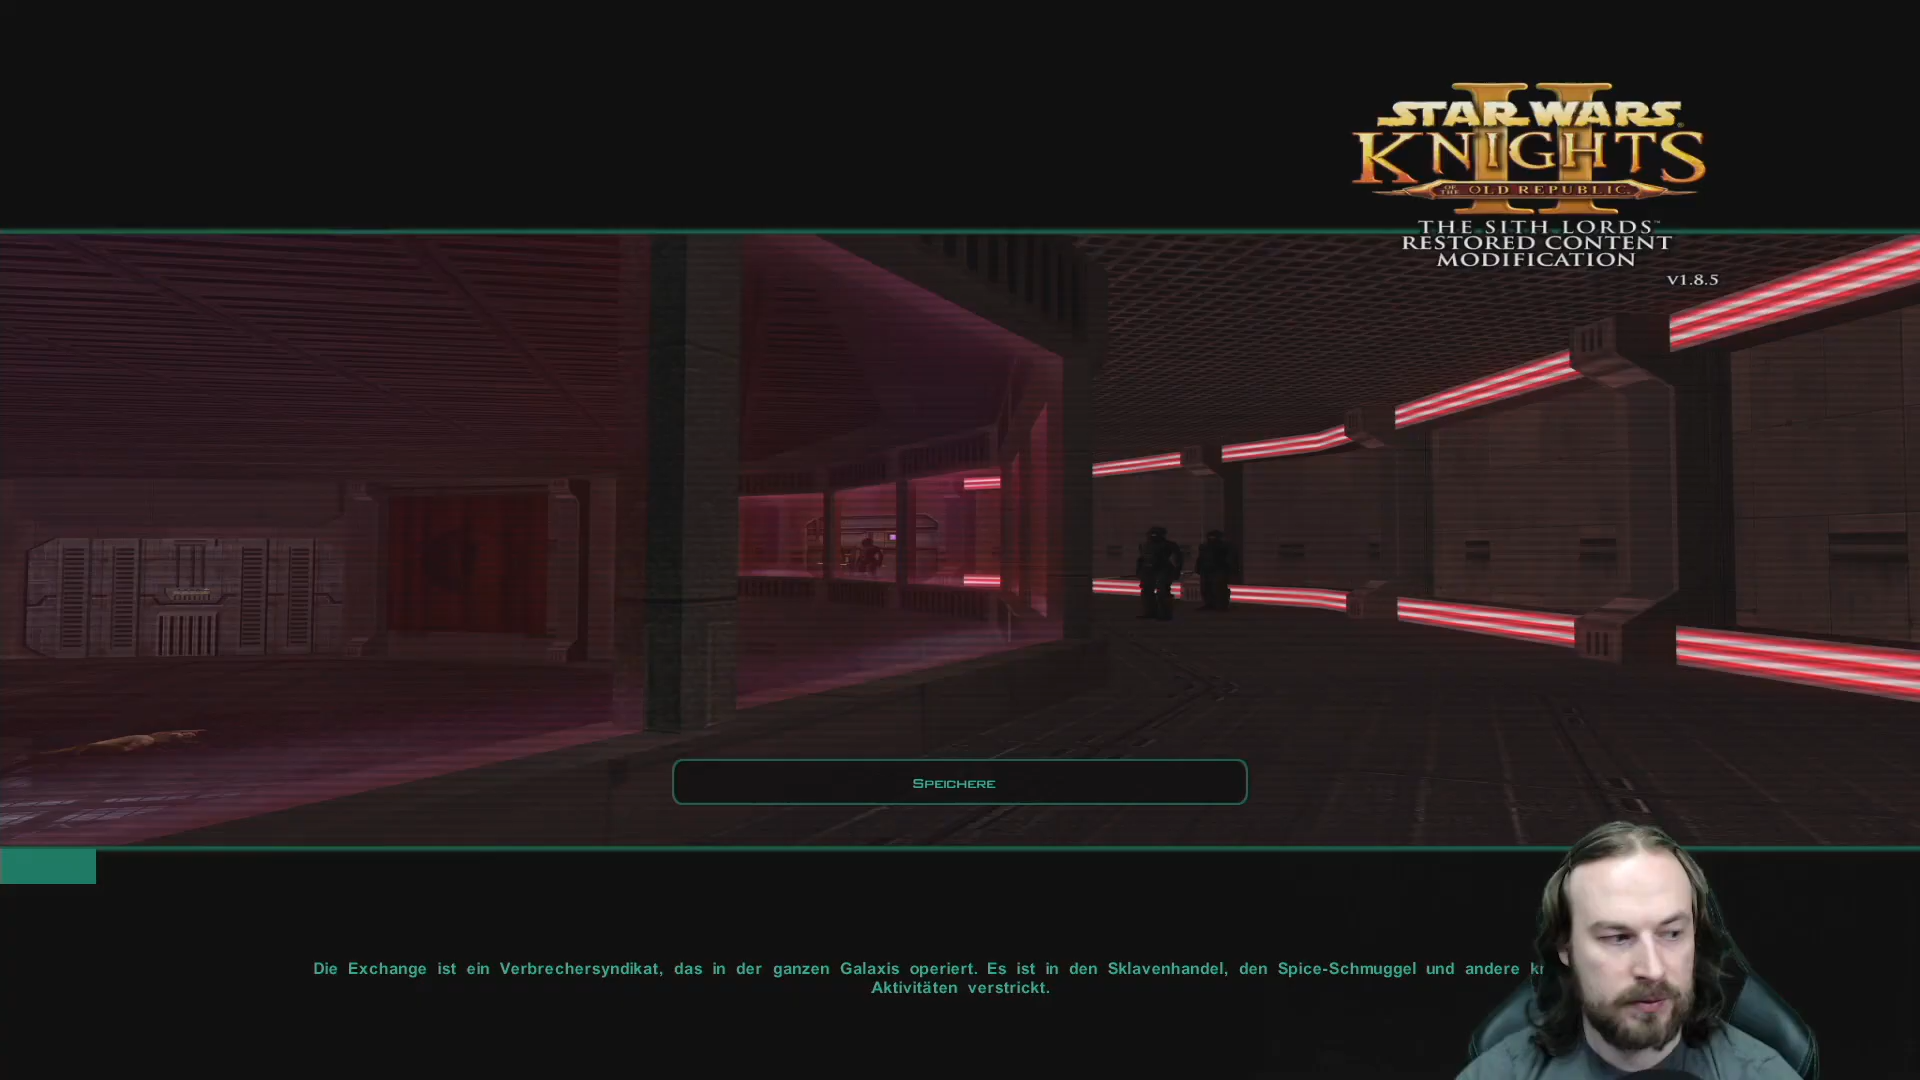 STAR WARS
KNIGHTS
II
OF THE OLD REPUBLIC
THE SITH LORDS™
RESTORED CONTENT
MODIFICATION
v1.8.5
SPEICHERE
Die Exchange ist ein Verbrechersyndikat, das in der ganzen Galaxis operiert. Es ist in den Sklavenhandel, den Spice-Schmuggel und andere
Aktivitäten verstrickt.